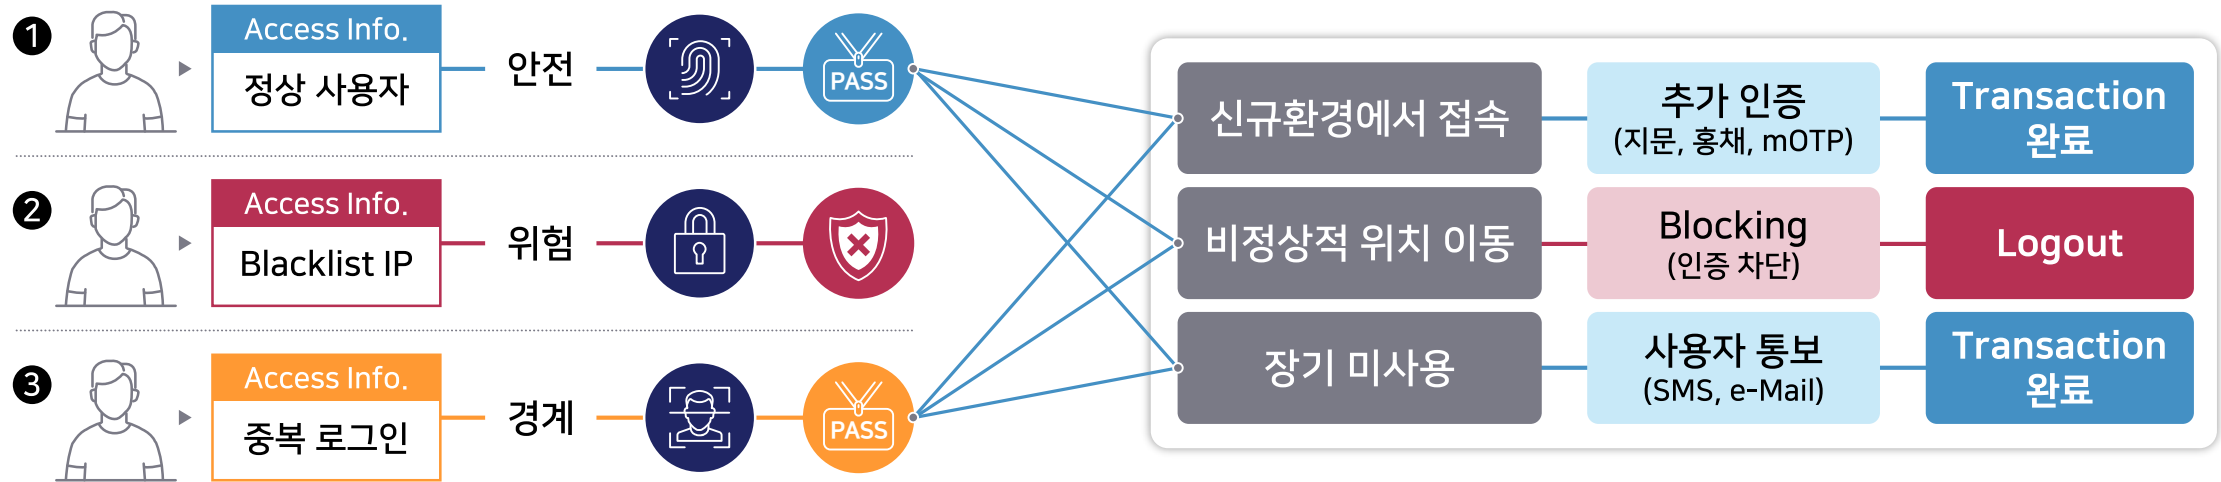 1
Access Info.
정상 사용자
안전
PASS
2
Access Info.
Blacklist IP
위험
3
Access Info.
중복 로그인
경계
PASS
신규환경에서 접속
추가 인증
(지문, 홍채, mOTP)
Transaction
완료
비정상적 위치 이동
Blocking
(인증 차단)
Logout
장기 미사용
사용자 통보
(SMS, e-Mail)
Transaction
완료